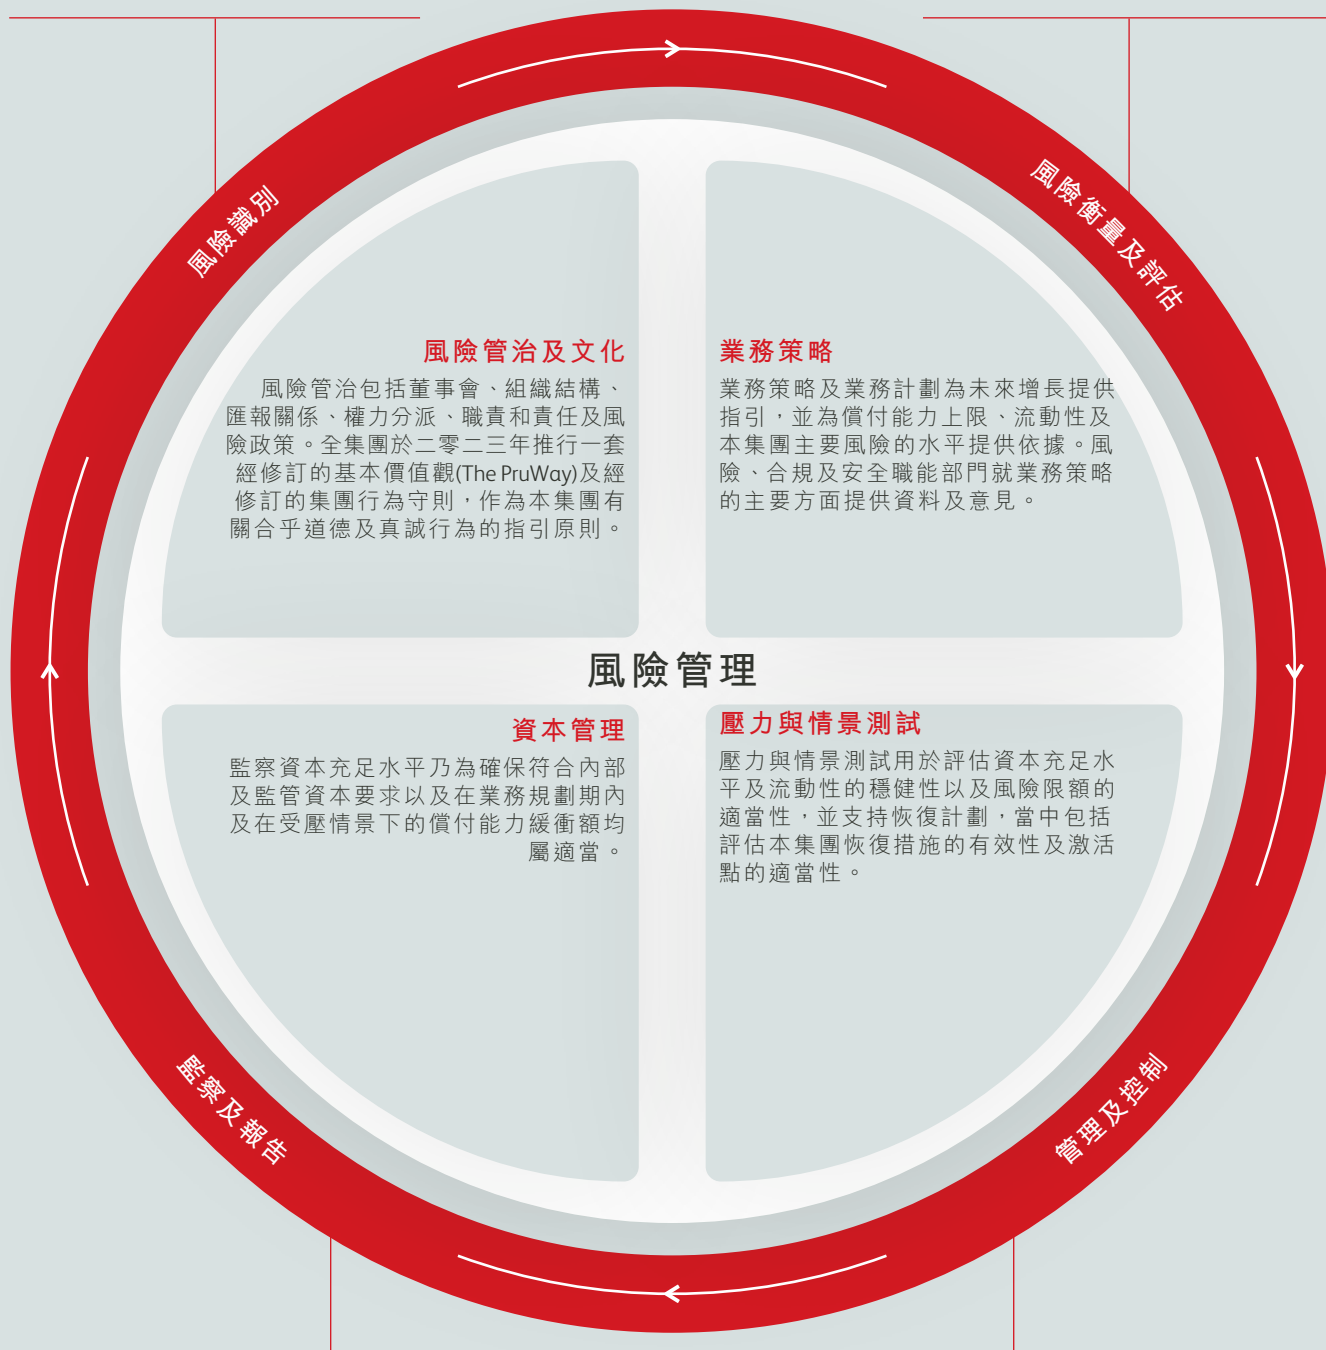 風險識別
風險衡量及評估
風險管治及文化
風險管治包括董事會、組織結構、
匯報關係、權力分派、職責和責任及風
險政策。全集團於二零二三年推行一套
經修訂的基本價值觀(The PruWay)及經
修訂的集團行為守則，作為本集團有
關合乎道德及真誠行為的指引原則。
業務策略
業務策略及業務計劃為未來增長提供
指引，並為償付能力上限、流動性及
本集團主要風險的水平提供依據。風
險、合規及安全職能部門就業務策略
的主要方面提供資料及意見。
風險管理
資本管理
監察資本充足水平乃為確保符合內部
及監管資本要求以及在業務規劃期內
及在受壓情景下的償付能力緩衝額均
屬適當。
壓力與情景測試
壓力與情景測試用於評估資本充足水
平及流動性的穩健性以及風險限額的
適當性，並支持恢復計劃，當中包括
評估本集團恢復措施的有效性及激活
點的適當性。
監察及報告
管理及控制